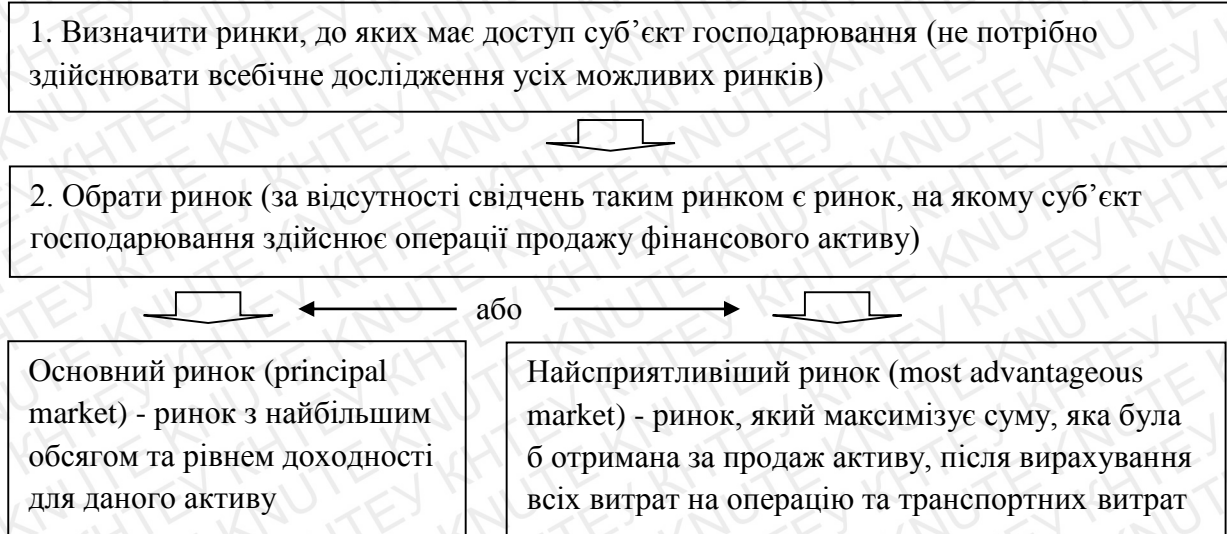 1. Визначити ринки, до яких має доступ суб’єкт господарювання (не потрібно
здійснювати всебічне дослідження усіх можливих ринків)
2. Обрати ринок (за відсутності свідчень таким ринком є ринок, на якому суб’єкт
господарювання здійснює операції продажу фінансового активу)
або
Основний ринок (principal
market) - ринок з найбільшим
обсягом та рівнем доходності
для даного активу
Найсприятливіший ринок (most advantageous
market) - ринок, який максимізує суму, яка була
б отримана за продаж активу, після вирахування
всіх витрат на операцію та транспортних витрат